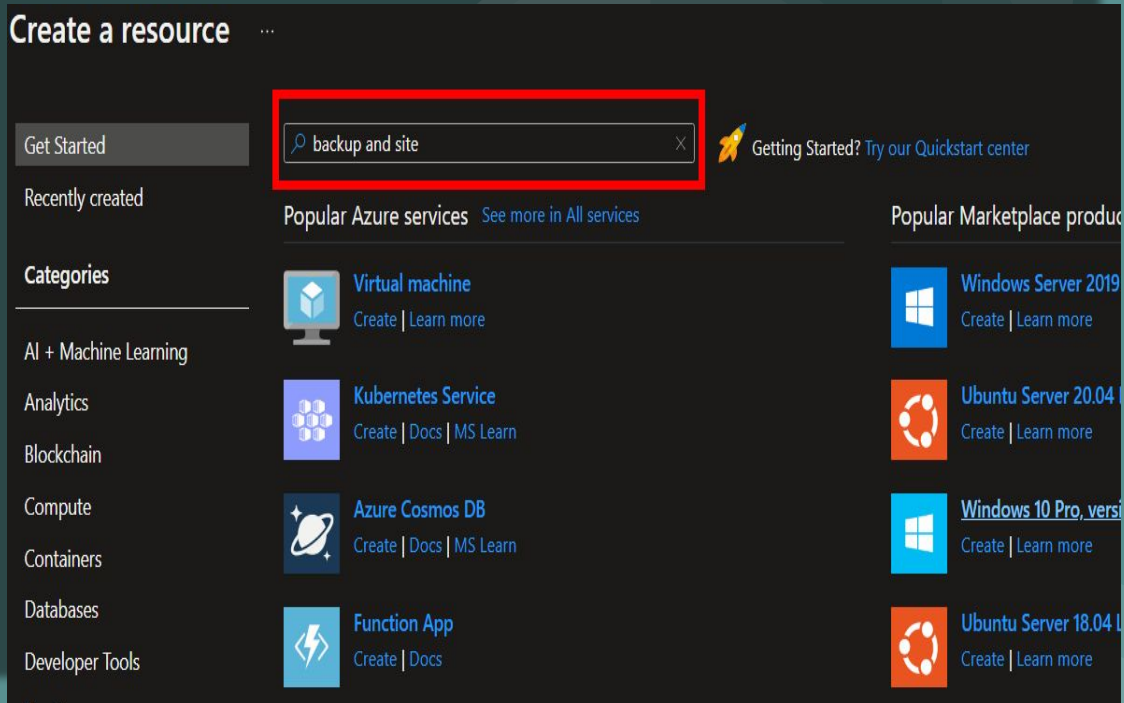 Create a resource ...
Get Started
Recently created
Categories
AI + Machine Learning
Analytics
Blockchain
Compute
Containers
Databases
Developer Tools
backup and site
Getting Started? Try our Quickstart center
Popular Azure services See more in All services
Virtual machine
Create | Learn more
Kubernetes Service
Create | Docs | MS Learn
Azure Cosmos DB
Create | Docs | MS Learn
Function App
Create | Docs
Popular Marketplace produc
Windows Server 2019
Create | Learn more
Ubuntu Server 20.04
Create | Learn more
Windows 10 Pro, versi
Create | Learn more
Ubuntu Server 18.04 L
Create | Learn more